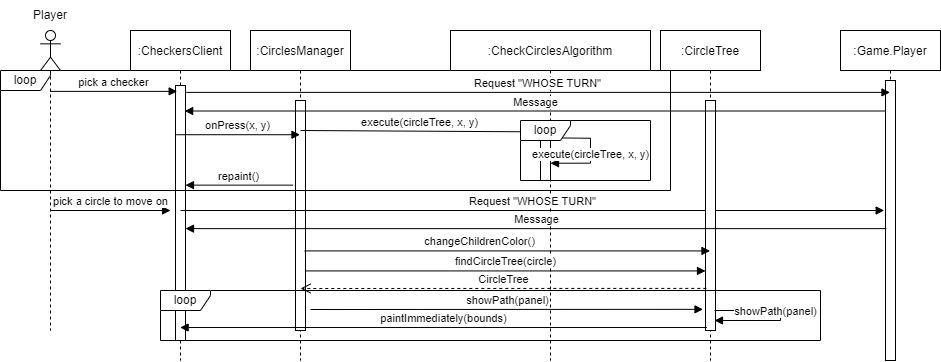 Player
:CheckersClient
:CirclesManager
:CheckCirclesAlgorithm
:CircleTree
:Game.Player
loop
pick a checker
Request "WHOSE TURN"
Message
onPress(x, y)
execute(circleTree, x, y)
loop
execute(circleTree, x, y)
repaint()
pick a circle to move on
Request "WHOSE TURN"
Message
changeChildrenColor()
findCircleTree(circle)
CircleTree
loop
showPath(panel)
showPath(panel)
paintImmediately(bounds)